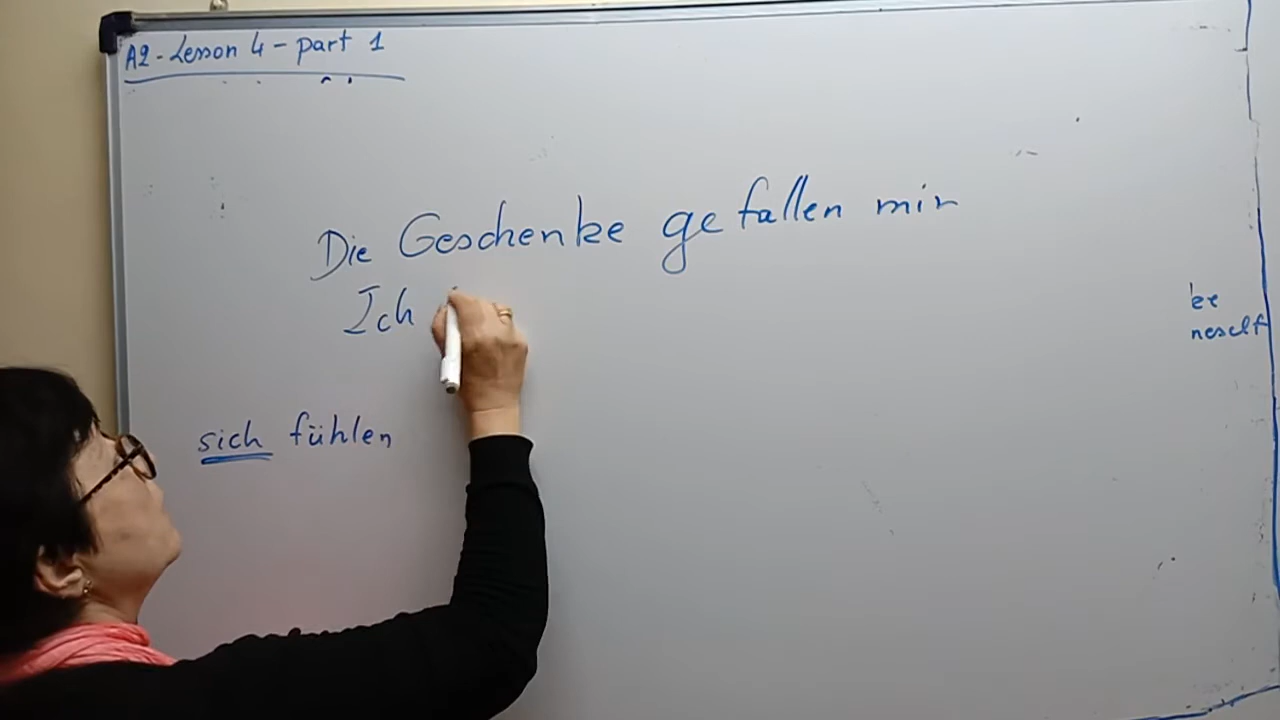 A2 - Lesson 4 - part 1
Die Geschenke gefallen mir
Ich
sich fühlen